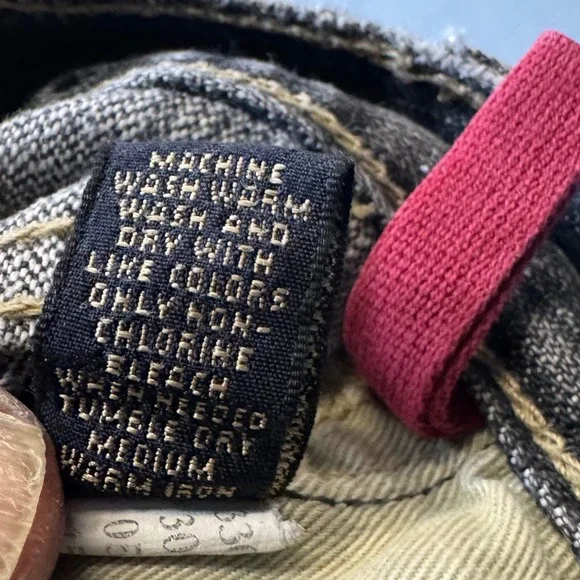 MACHINE
WASH WARM
WASH AND
DRY WITH
LIKE COLORS
ONLY NON-
CHLORINE
BLEACH
WHEN NEEDED
TUMBLE DRY
MEDIUM
WARM IRON
30